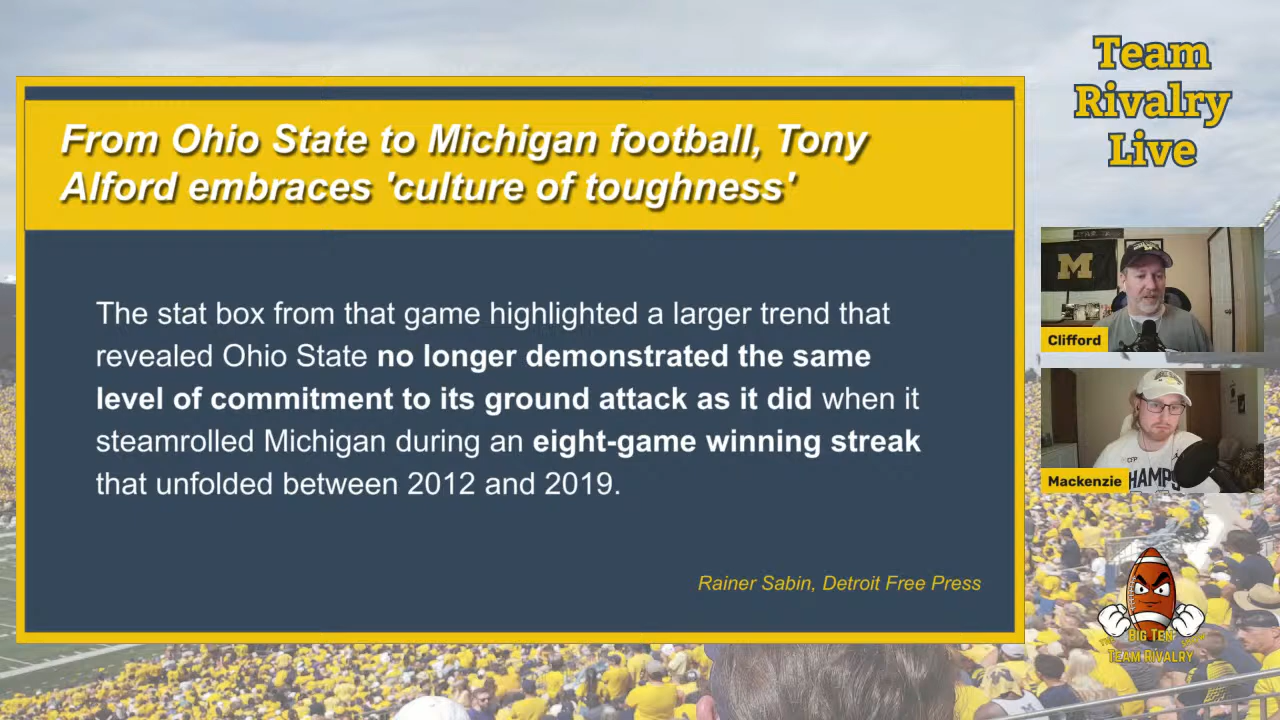 Team
Rivalry
Live
From Ohio State to Michigan football, Tony
Alford embraces 'culture of toughness'
The stat box from that game highlighted a larger trend that
revealed Ohio State no longer demonstrated the same
level of commitment to its ground attack as it did when it
steamrolled Michigan during an eight-game winning streak
that unfolded between 2012 and 2019.
Rainer Sabin, Detroit Free Press
M
Clifford
CFP
HAMPS
Mackenzie
BIG TEN
TEAM RIVALRY